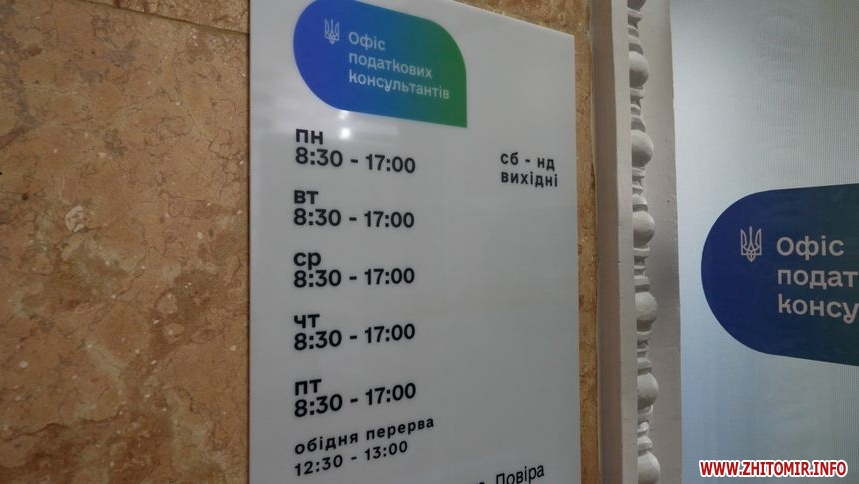 Офіс
податкових
консультантів
пн
8:30 - 17:00
сб - нд
вихідні
вт
8:30 - 17:00
ср
8:30 - 17:00
чт
8:30 - 17:00
пт
8:30 - 17:00
обідня перерва
12:30 - 13:00
Повіра
Офіс
подат
консу
WWW.ZHITOMIR.INFO